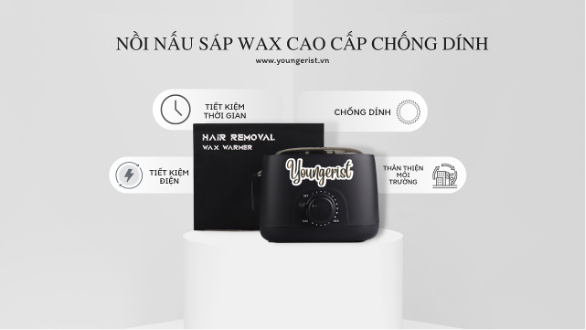 NỒI NẤU SÁP WAX CAO CẤP CHỐNG DÍNH
www.youngerist.vn
TIẾT KIỆM
THỜI GIAN
CHỐNG DÍNH
HAIR REMOVAL
WAX WARMER
TIẾT KIỆM
ĐIỆN
Youngerist
THÂN THIỆN
MÔI
TRƯỜNG